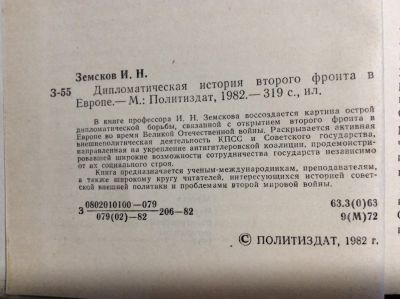 Земсков И. Н.
З-55 Дипломатическая история второго фронта в
Европе.— М.: Политиздат, 1982.— 319 с., ил.
В книге профессора И. Н. Земскова воссоздается картина острой
дипломатической борьбы, связанной с открытием второго фронта в
Европе во время Великой Отечественной войны. Раскрывается активная
внешнеполитическая деятельность КПСС и Советского государства,
направленная на укрепление антигитлеровской коалиции, продемонстри-
ровавшей широкие возможности сотрудничества государств независимо
от их социального строя.
Книга предназначается ученым-международникам, преподавателям,
а также широкому кругу читателей, интересующихся историей совет-
ской внешней политики и проблемами второй мировой войны.
З 0802010100—079 206—82 63.3(0)63
079(02)—82 9(М)72
© ПОЛИТИЗДАТ, 1982 г.